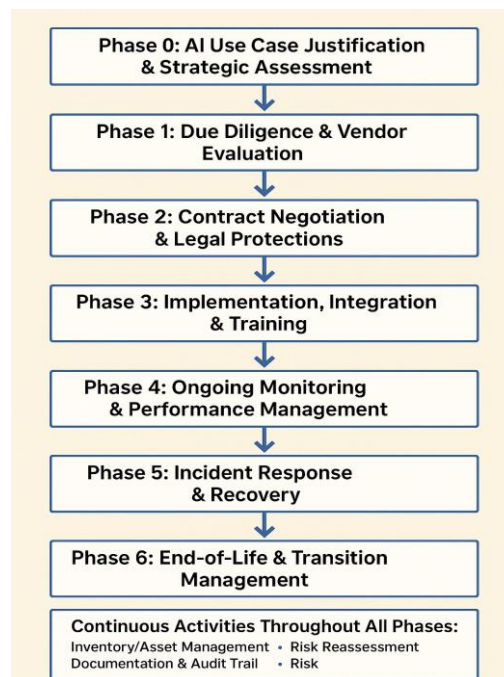 Phase 0: AI Use Case Justification
& Strategic Assessment
Phase 1: Due Diligence & Vendor
Evaluation
Phase 2: Contract Negotiation
& Legal Protections
Phase 3: Implementation, Integration
& Training
Phase 4: Ongoing Monitoring
& Performance Management
Phase 5: Incident Response
& Recovery
Phase 6: End-of-Life & Transition
Management
Continuous Activities Throughout All Phases:
Inventory/Asset Management • Risk Reassessment
Documentation & Audit Trail • Risk